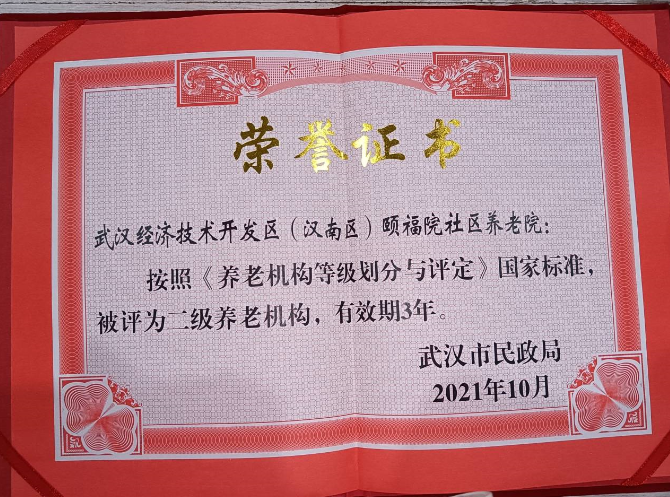 荣誉证书
武汉经济技术开发区（汉南区）颐福院社区养老院：
按照《养老机构等级划分与评定》国家标准，
被评为二级养老机构，有效期3年。
武汉市民政局
2021年10月